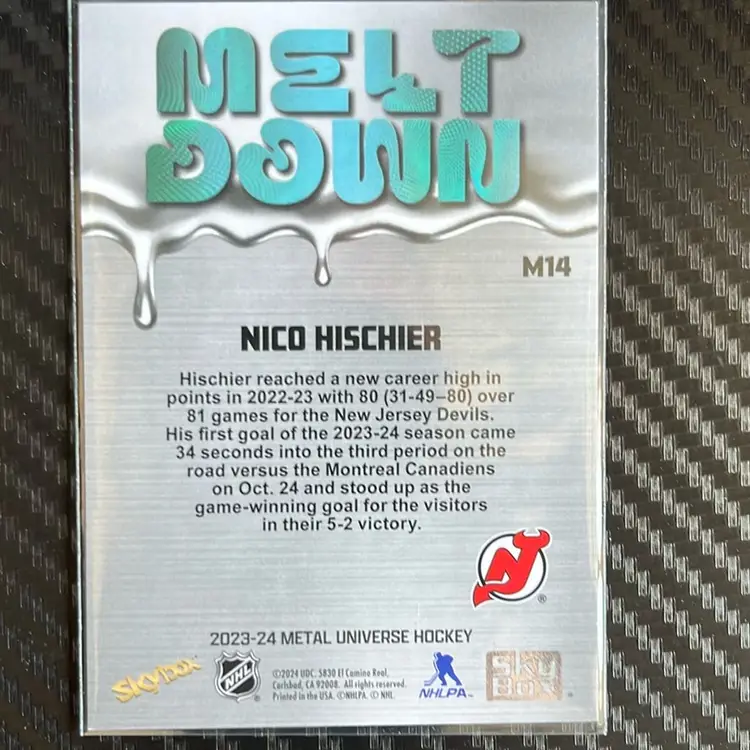 MELT
DOWN
M14
NICO HISCHIER
Hischier reached a new career high in
points in 2022-23 with 80 (31-49–80) over
81 games for the New Jersey Devils.
His first goal of the 2023-24 season came
34 seconds into the third period on the
road versus the Montreal Canadiens
on Oct. 24 and stood up as the
game-winning goal for the visitors
in their 5-2 victory.
NJ
®
2023-24 METAL UNIVERSE HOCKEY
SkyBox
NHL
®
©2024 UDC. 5830 El Camino Real,
Carlsbad, CA 92008. All rights reserved.
Printed in the USA. ©NHLPA. © NHL.
NHLPA™
Sky
Box